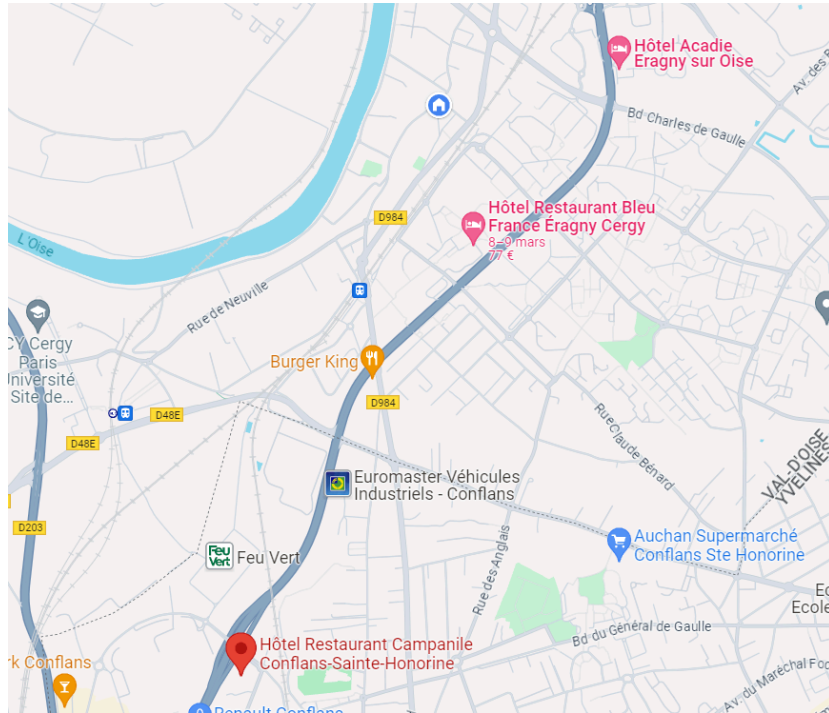 Hôtel Acadie
Eragny sur Oise
Av. des
Bd Charles de Gaulle
Hôtel Restaurant Bleu
France Éragny Cergy
8–9 mars
77 €
D984
L'Oise
Rue de Neuville
CY Cergy
Paris
Université
Site de...
Burger King
D984
D48E
D48E
Rue Claude Bénard
VAL-D'OISE
YVELINES
Euromaster Véhicules
Industriels - Conflans
D203
Feu
Vert
Feu Vert
Auchan Supermarché
Conflans Ste Honorine
Rue des Anglais
Ecole
Bd du Général de Gaulle
Hôtel Restaurant Campanile
Conflans-Sainte-Honorine
rk Conflans
Av. du Maréchal Foc
Renault Conflans